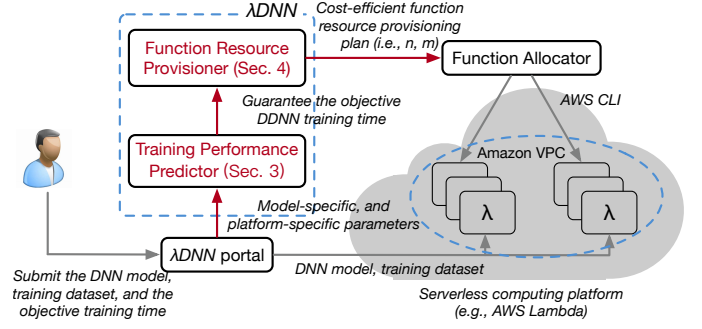 λDNN
Cost-efficient function
resource provisioning
plan (i.e., n, m)
Function Resource
Provisioner (Sec. 4)
Function Allocator
Guarantee the objective
DDNN training time
AWS CLI
Training Performance
Predictor (Sec. 3)
Amazon VPC
λ
λ
Model-specific, and
platform-specific parameters
λDNN portal
DNN model, training dataset
Submit the DNN model,
training dataset, and the
objective training time
Serverless computing platform
(e.g., AWS Lambda)